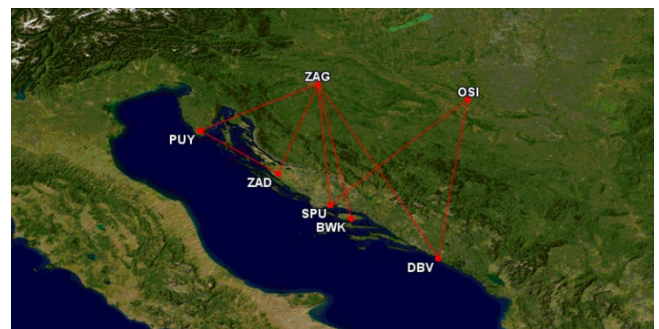 ZAG
OSI
PUY
ZAD
SPU
BWK
DBV